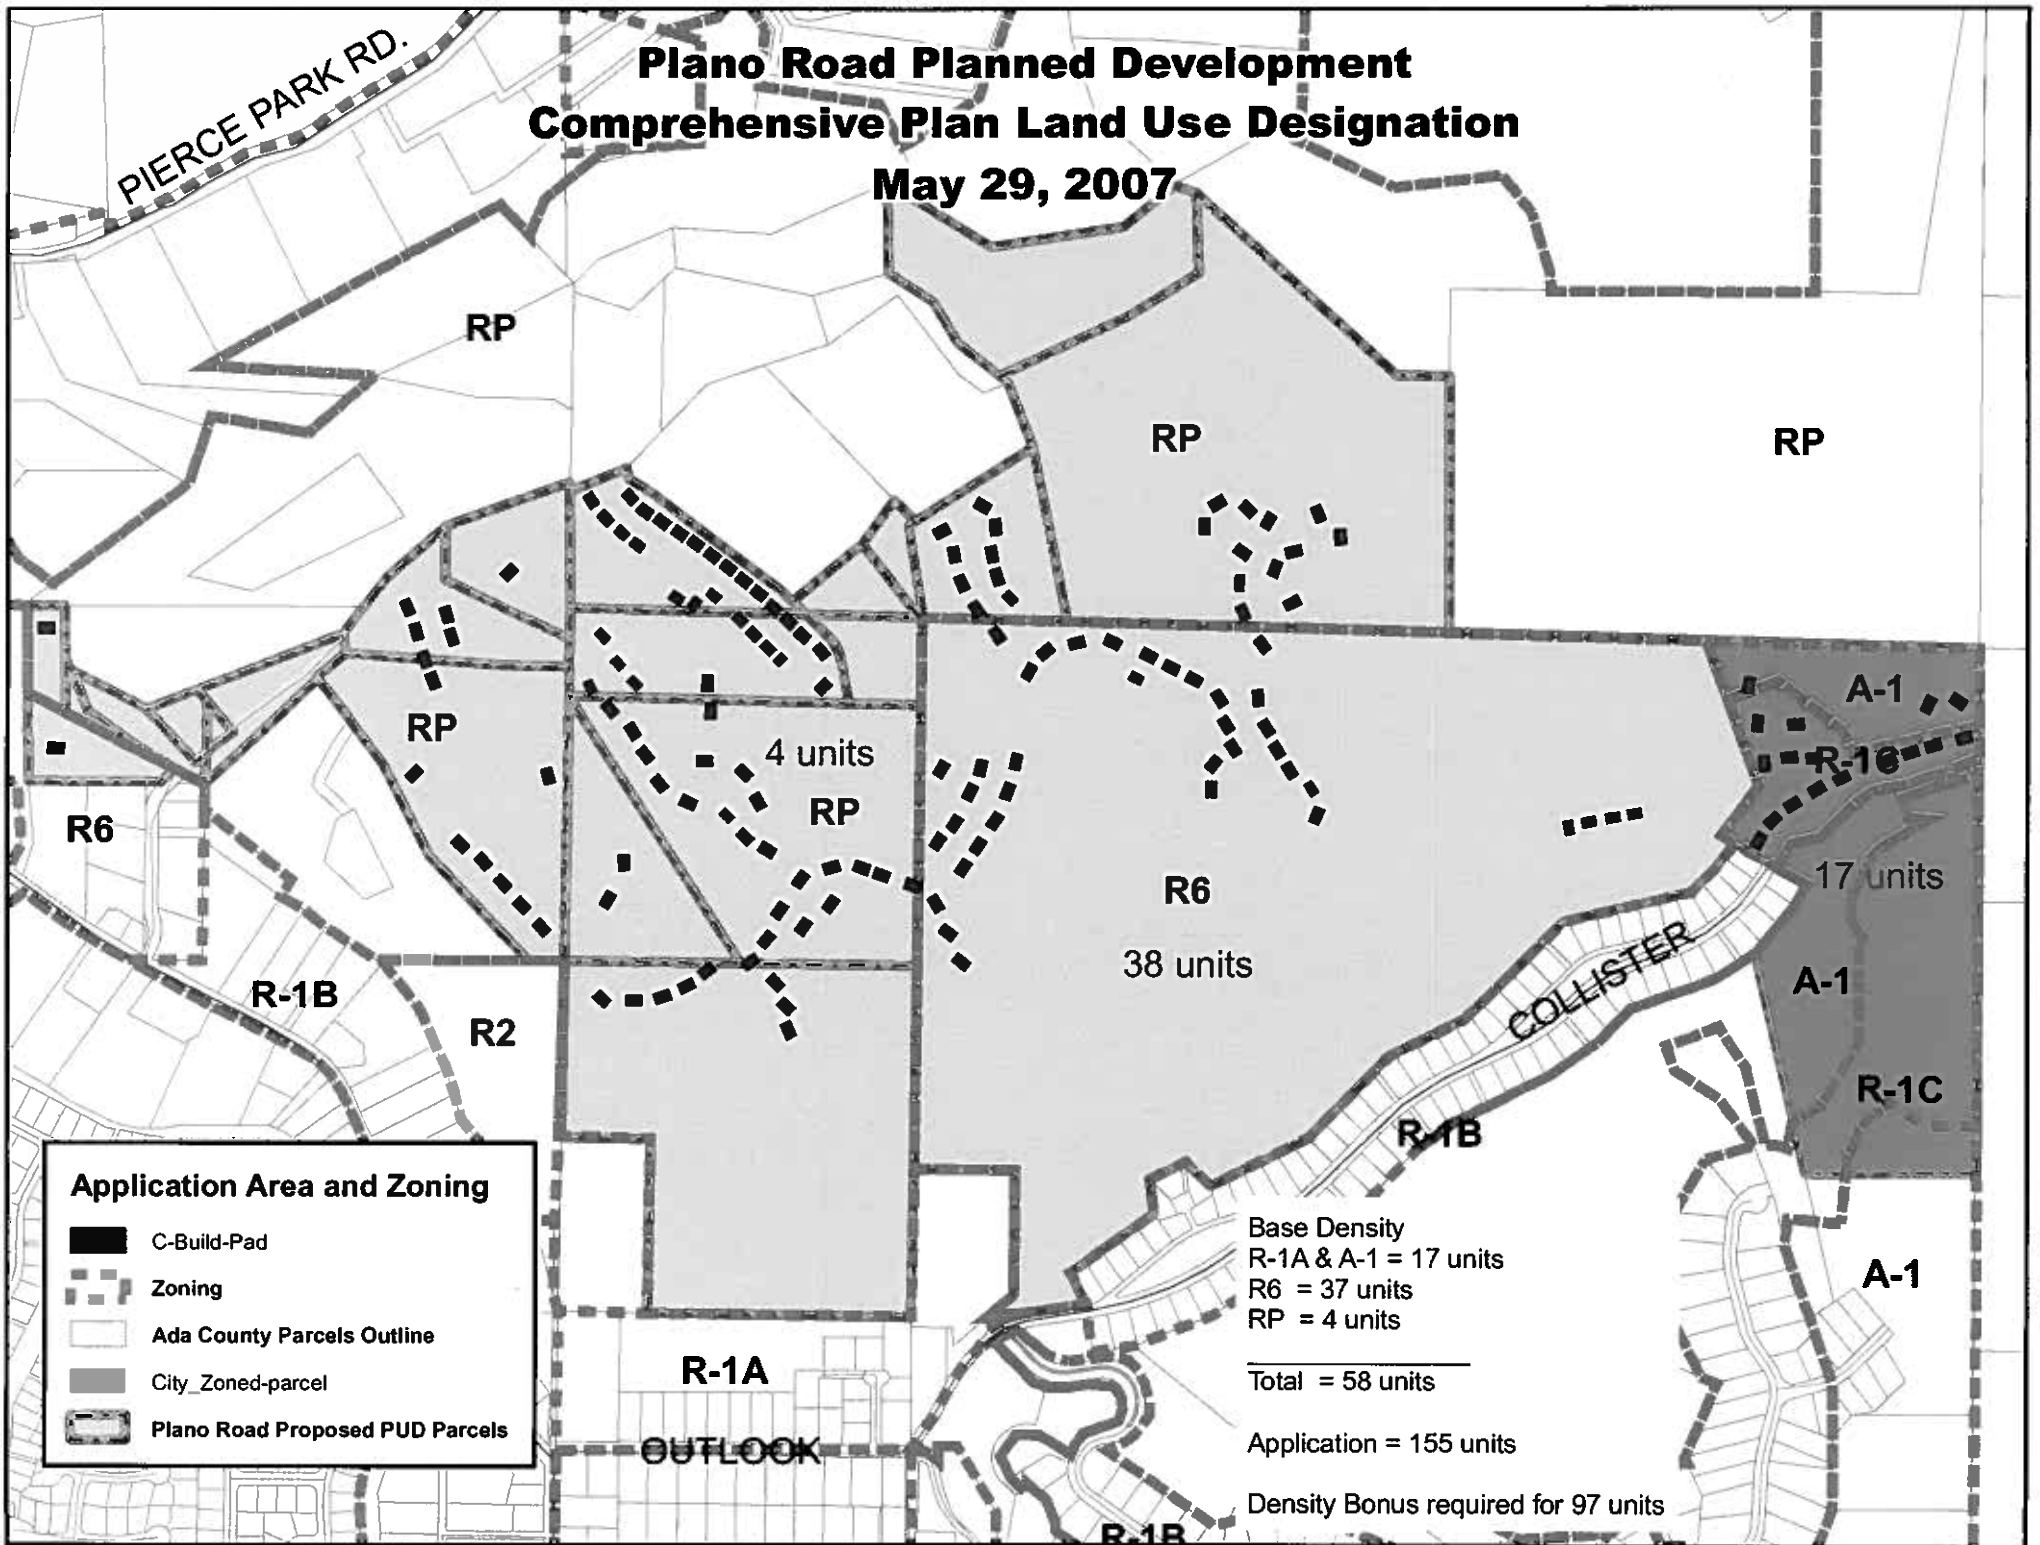 Plano Road Planned Development
Comprehensive Plan Land Use Designation
May 29, 2007
PIERCE PARK RD.
RP
RP
RP
A-1
RP
4 units
R-1C
RP
R6
17 units
R6
38 units
COLLISTER
A-1
R-1B
R2
R-1C
R-1B
Application Area and Zoning
C-Build-Pad
Zoning
Ada County Parcels Outline
City_Zoned-parcel
Plano Road Proposed PUD Parcels
Base Density
R-1A & A-1 = 17 units
R6 = 37 units
RP = 4 units
Total = 58 units
Application = 155 units
Density Bonus required for 97 units
A-1
R-1A
OUTLOOK
R-1B